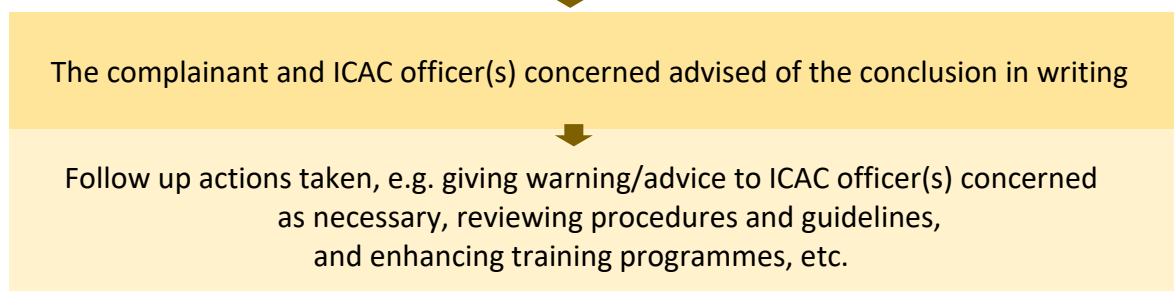 The complainant and ICAC officer(s) concerned advised of the conclusion in writing
Follow up actions taken, e.g. giving warning/advice to ICAC officer(s) concerned
as necessary, reviewing procedures and guidelines,
and enhancing training programmes, etc.